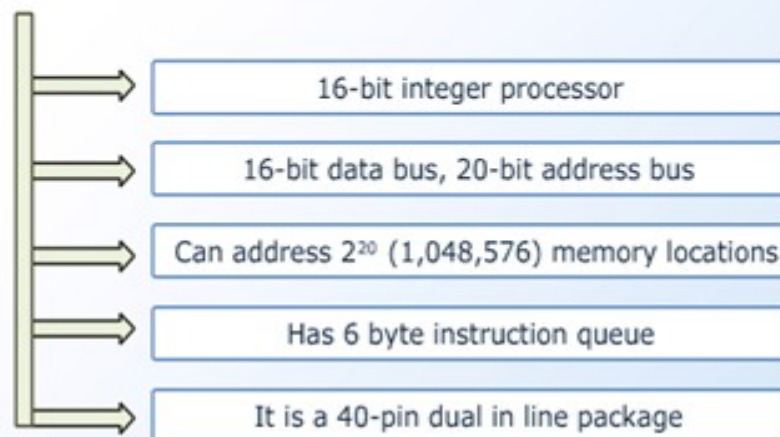 16-bit integer processor
16-bit data bus, 20-bit address bus
Can address 2²⁰ (1,048,576) memory locations
Has 6 byte instruction queue
It is a 40-pin dual in line package